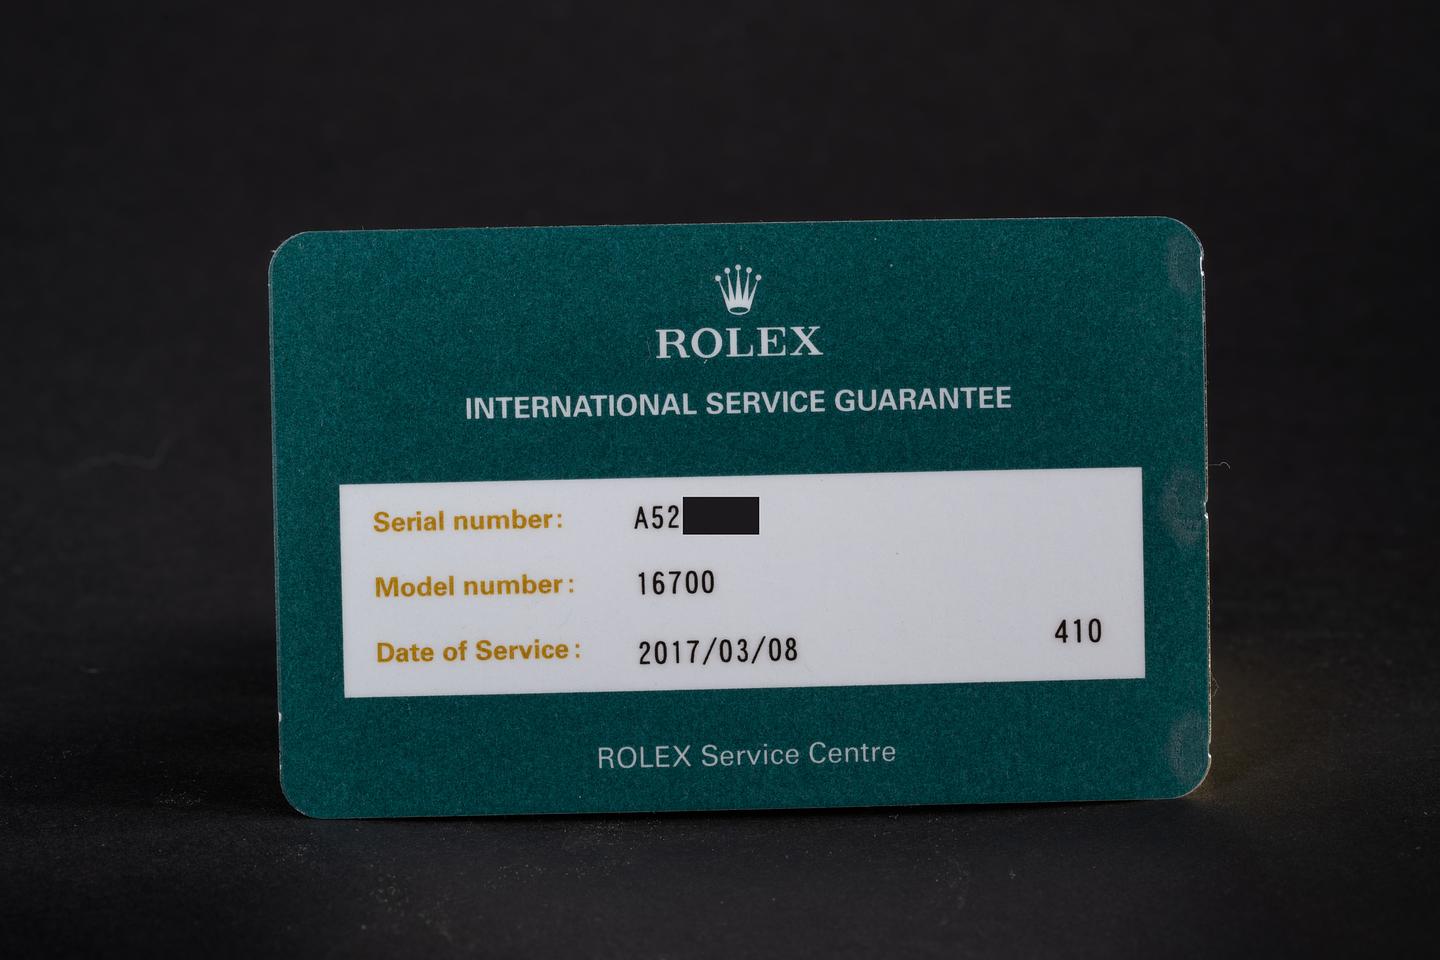 ROLEX
INTERNATIONAL SERVICE GUARANTEE
Serial number: A52
Model number: 16700
Date of Service: 2017/03/08 410
ROLEX Service Centre